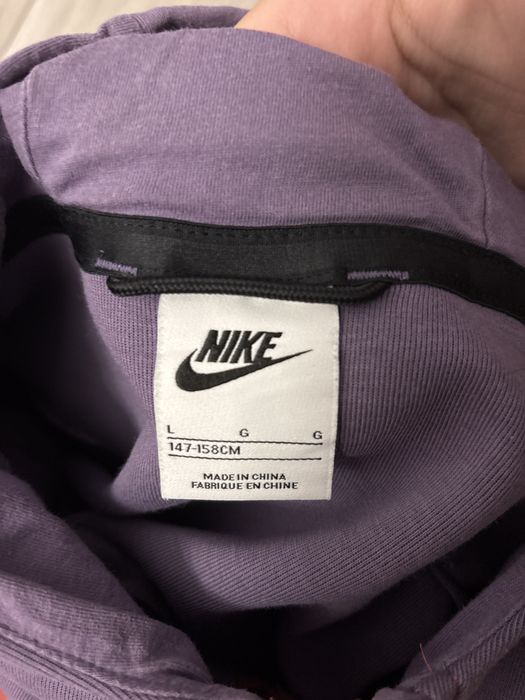 NIKE
L G G
147-158CM
MADE IN CHINA
FABRIQUE EN CHINE